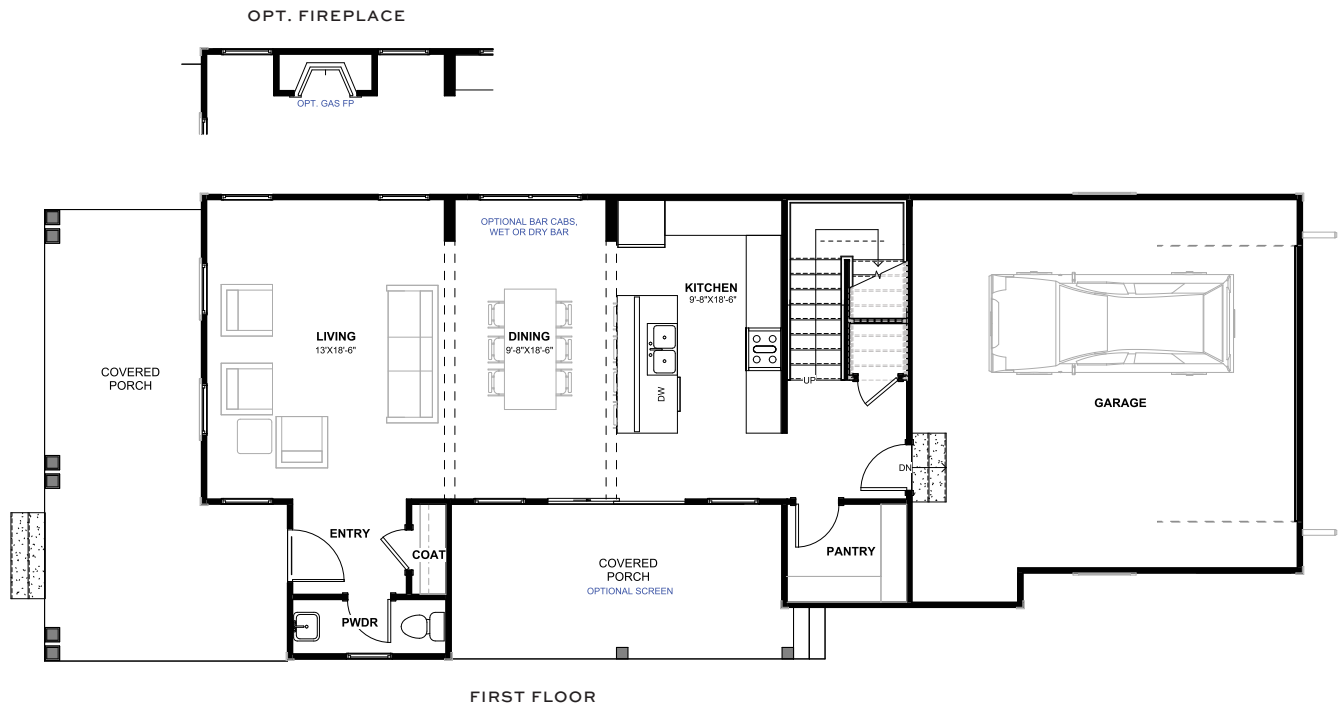 OPT. FIREPLACE
OPT. GAS FP
OPTIONAL BAR CABS,
WET OR DRY BAR
KITCHEN
9'-8"X18'-6"
LIVING
13'X18'-6"
DINING
9'-8"X18'-6"
COVERED
PORCH
UP
DW
GARAGE
DN
ENTRY
COAT
PANTRY
COVERED
PORCH
OPTIONAL SCREEN
PWDR
FIRST FLOOR